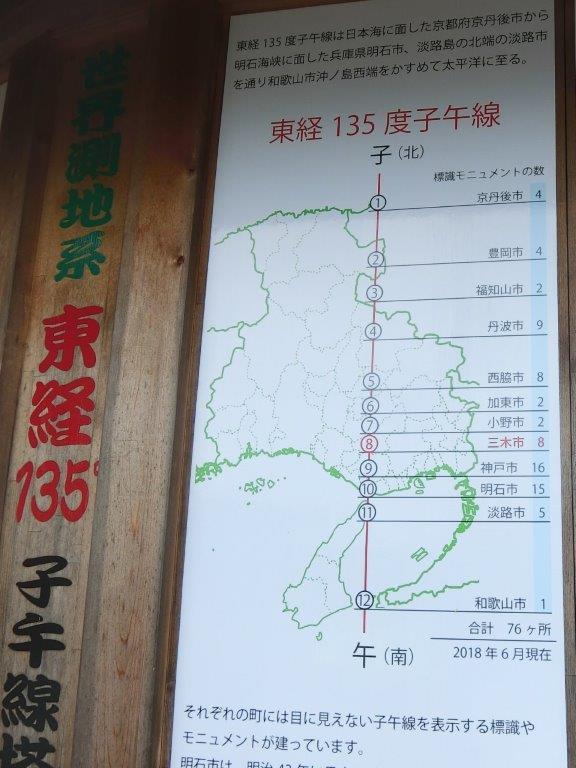 世界測地系
東経
135°
子午線塔
東経135度子午線は日本海に面した京都府京丹後市から
明石海峡に面した兵庫県明石市、淡路島の北端の淡路市
を通り和歌山市沖ノ島西端をかすめて太平洋に至る。
東経 135 度子午線
子（北）
標識モニュメントの数
① 京丹後市 4
② 豊岡市 4
③ 福知山市 2
④ 丹波市 9
⑤ 西脇市 8
⑥ 加東市 2
⑦ 小野市 2
⑧ 三木市 8
⑨ 神戸市 16
⑩ 明石市 15
⑪ 淡路市 5
⑫ 和歌山市 1
合計 76ヶ所
2018年6月現在
午（南）
それぞれの町には目に見えない子午線を表示する標識や
モニュメントが建っています。
明石市は、明治43年に